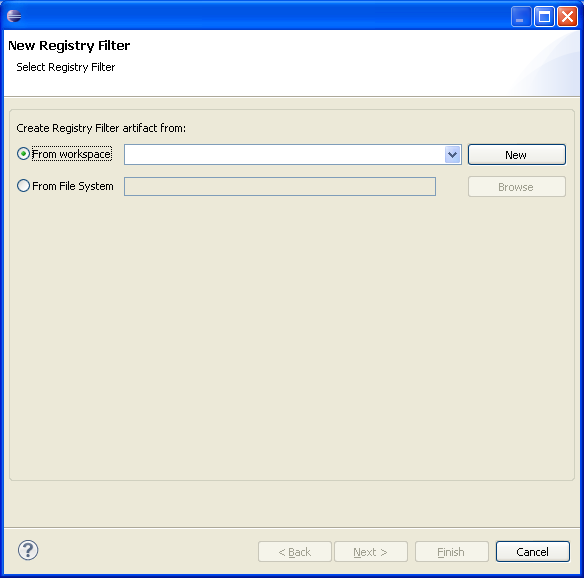 New Registry Filter
Select Registry Filter
Create Registry Filter artifact from:
From workspace New
From File System Browse
? < Back Next > Finish Cancel